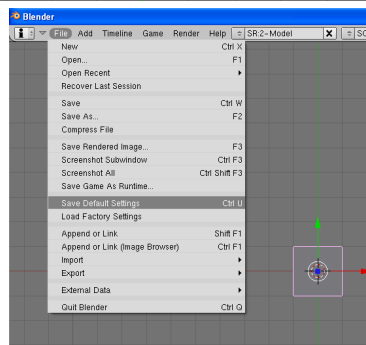 Blender
File Add Timeline Game Render Help SR:2-Model SC
New Ctrl X
Open... F1
Open Recent
Recover Last Session
Save Ctrl W
Save As... F2
Compress File
Save Rendered Image... F3
Screenshot Subwindow Ctrl F3
Screenshot All Ctrl Shift F3
Save Game As Runtime...
Save Default Settings Ctrl U
Load Factory Settings
Append or Link Shift F1
Append or Link (Image Browser) Ctrl F1
Import
Export
External Data
Quit Blender Ctrl Q